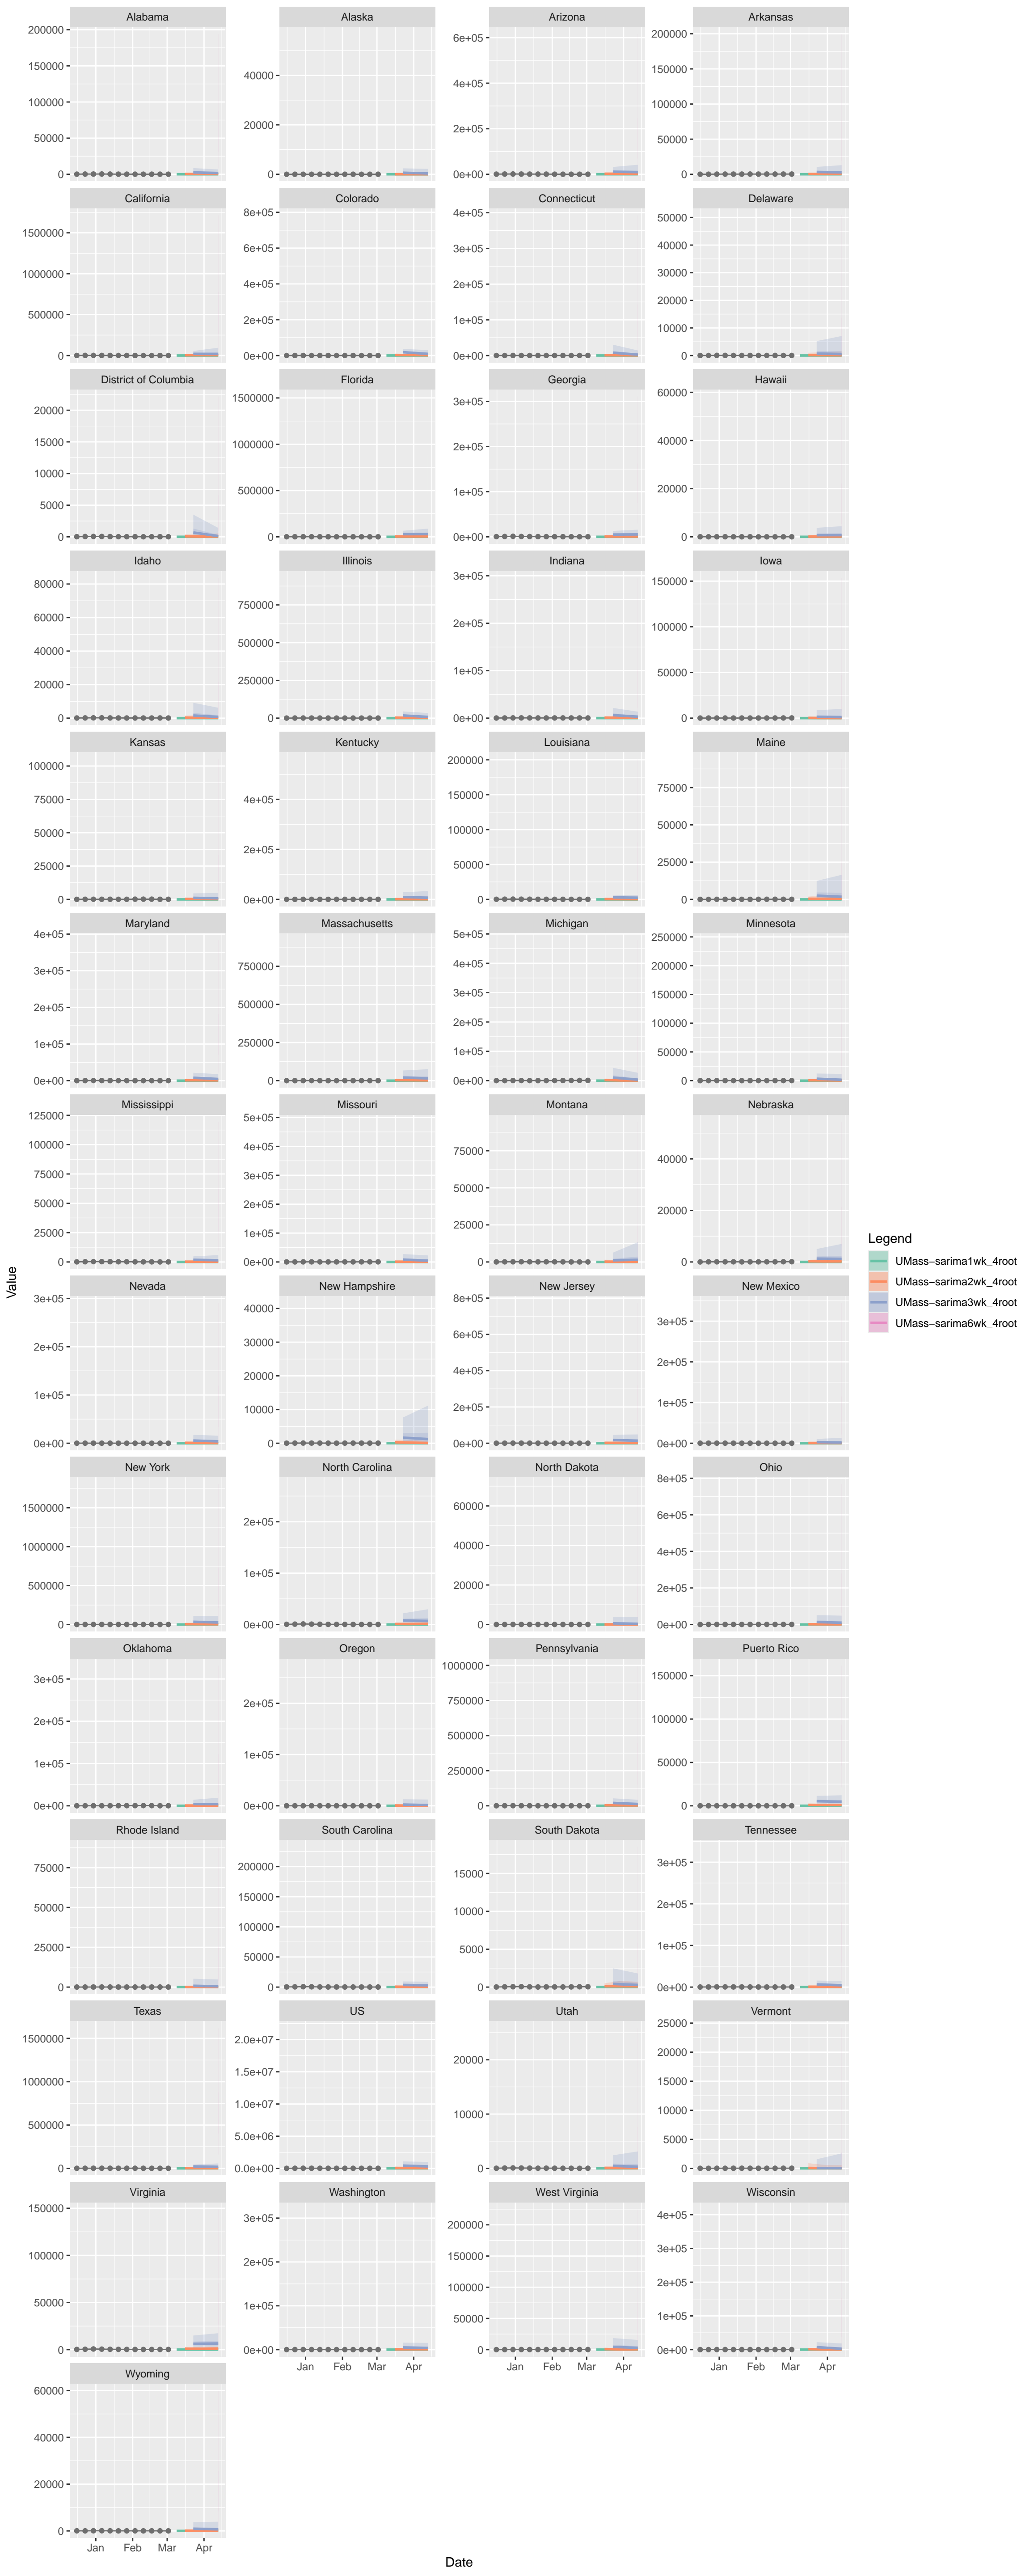 Alabama Alaska Arizona Arkansas
200000 40000 6e+05 200000
150000 20000 4e+05 150000
100000 0 2e+05 100000
50000 0e+00 50000
0 0
California Colorado Connecticut Delaware
1500000 8e+05 4e+05 50000
1000000 6e+05 3e+05 40000
500000 4e+05 2e+05 30000
0 2e+05 1e+05 20000
0e+00 0e+00 10000
0
District of Columbia Florida Georgia Hawaii
20000 1500000 3e+05 60000
15000 1000000 2e+05 40000
10000 500000 1e+05 20000
5000 0 0e+00 0
0
Idaho Illinois Indiana Iowa
80000 750000 3e+05 150000
60000 500000 2e+05 100000
40000 250000 1e+05 50000
20000 0 0e+00 0
0
Kansas Kentucky Louisiana Maine
100000 4e+05 200000 75000
75000 2e+05 150000 50000
50000 0e+00 100000 25000
25000 50000 0
0 0
Maryland Massachusetts Michigan Minnesota
4e+05 750000 5e+05 250000
3e+05 500000 4e+05 200000
2e+05 250000 3e+05 150000
1e+05 0 2e+05 100000
0e+00 1e+05 50000
0e+00 0
Mississippi Missouri Montana Nebraska
125000 5e+05 75000 40000
100000 4e+05 50000 20000
75000 3e+05 25000 0
50000 2e+05 0
25000 1e+05
0 0e+00
Nevada New Hampshire New Jersey New Mexico
3e+05 40000 8e+05 3e+05
2e+05 30000 6e+05 2e+05
1e+05 20000 4e+05 1e+05
0e+00 10000 2e+05 0e+00
0 0e+00
New York North Carolina North Dakota Ohio
1500000 2e+05 60000 8e+05
1000000 1e+05 40000 6e+05
500000 0e+00 20000 4e+05
0 0 2e+05
0e+00
Oklahoma Oregon Pennsylvania Puerto Rico
3e+05 2e+05 1000000 150000
2e+05 1e+05 750000 100000
1e+05 0e+00 500000 50000
0e+00 250000 0
0
Rhode Island South Carolina South Dakota Tennessee
75000 200000 15000 3e+05
50000 150000 10000 2e+05
25000 100000 5000 1e+05
0 50000 0 0e+00
0
Texas US Utah Vermont
1500000 2.0e+07 20000 25000
1000000 1.5e+07 10000 20000
500000 1.0e+07 0 15000
0 5.0e+06 10000
0.0e+00 5000
0
Virginia Washington West Virginia Wisconsin
150000 3e+05 200000 4e+05
100000 2e+05 150000 3e+05
50000 1e+05 100000 2e+05
0 0e+00 50000 1e+05
0 0e+00
Jan Feb Mar Apr Jan Feb Mar Apr Jan Feb Mar Apr
Wyoming
60000
40000
20000
0
Jan Feb Mar Apr
Date
Value
Legend
UMass−sarima1wk_4root
UMass−sarima2wk_4root
UMass−sarima3wk_4root
UMass−sarima6wk_4root